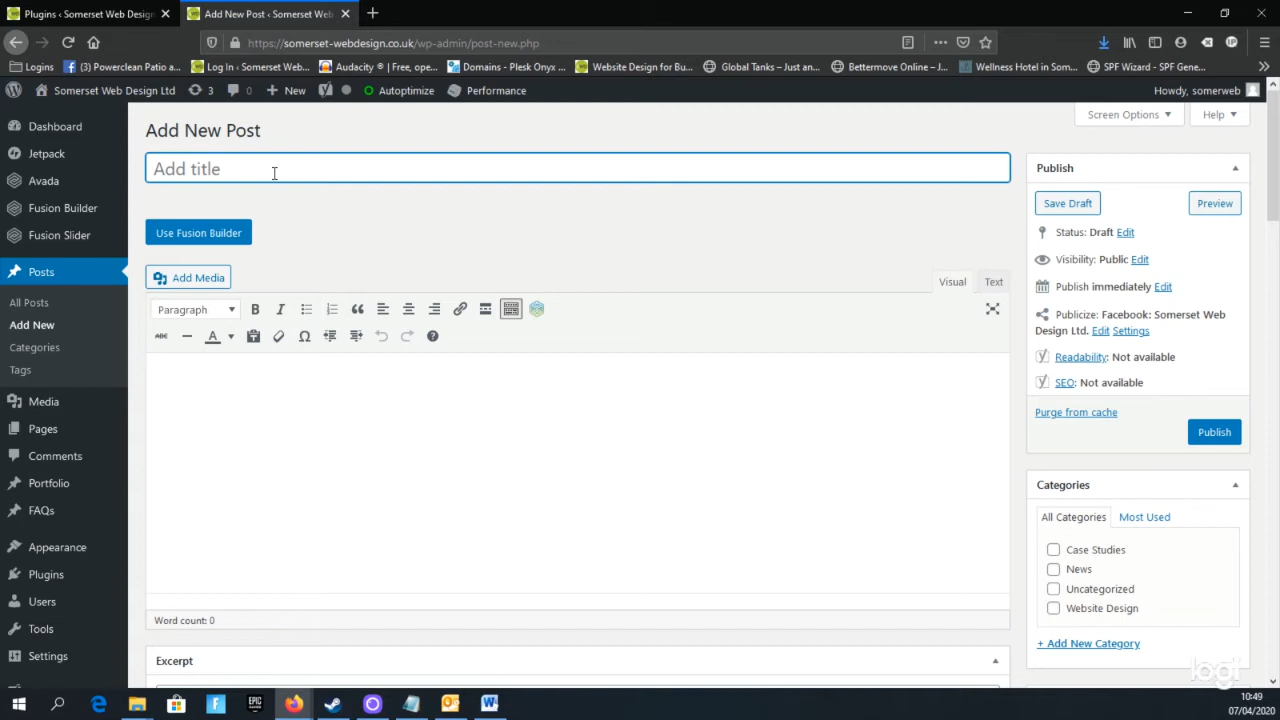 Plugins ‹ Somerset Web Design
Add New Post ‹ Somerset Web
https://somerset-webdesign.co.uk/wp-admin/post-new.php
Logins
(3) Powerclean Patio a...
Log In ‹ Somerset Web...
Audacity ® | Free, ope...
Domains - Plesk Onyx ...
Website Design for Bu...
Global Tanks – Just an...
Bettermove Online – J...
Wellness Hotel in Som...
SPF Wizard - SPF Gene...
Somerset Web Design Ltd
3
0
New
Autoptimize
Performance
Howdy, somerweb
Dashboard
Jetpack
Avada
Fusion Builder
Fusion Slider
Posts
All Posts
Add New
Categories
Tags
Media
Pages
Comments
Portfolio
FAQs
Appearance
Plugins
Users
Tools
Settings
Screen Options
Help
Add New Post
Add title
Use Fusion Builder
Add Media
Visual
Text
Paragraph
B
I
ABC
A
Word count: 0
Excerpt
Publish
Save Draft
Preview
Status: Draft Edit
Visibility: Public Edit
Publish immediately Edit
Publicize: Facebook: Somerset Web
Design Ltd. Edit Settings
Readability: Not available
SEO: Not available
Purge from cache
Publish
Categories
All Categories
Most Used
Case Studies
News
Uncategorized
Website Design
+ Add New Category
logi
10:49
07/04/2020